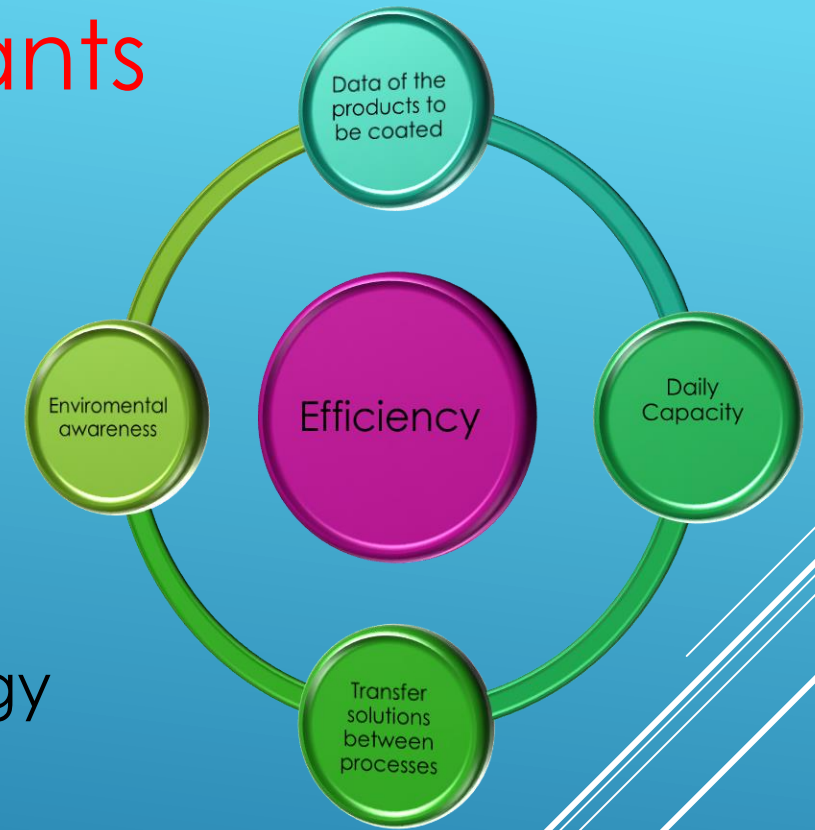 ants
Data of the
products to
be coated
Enviromental
awareness
Efficiency
Daily
Capacity
gy
Transfer
solutions
between
processes